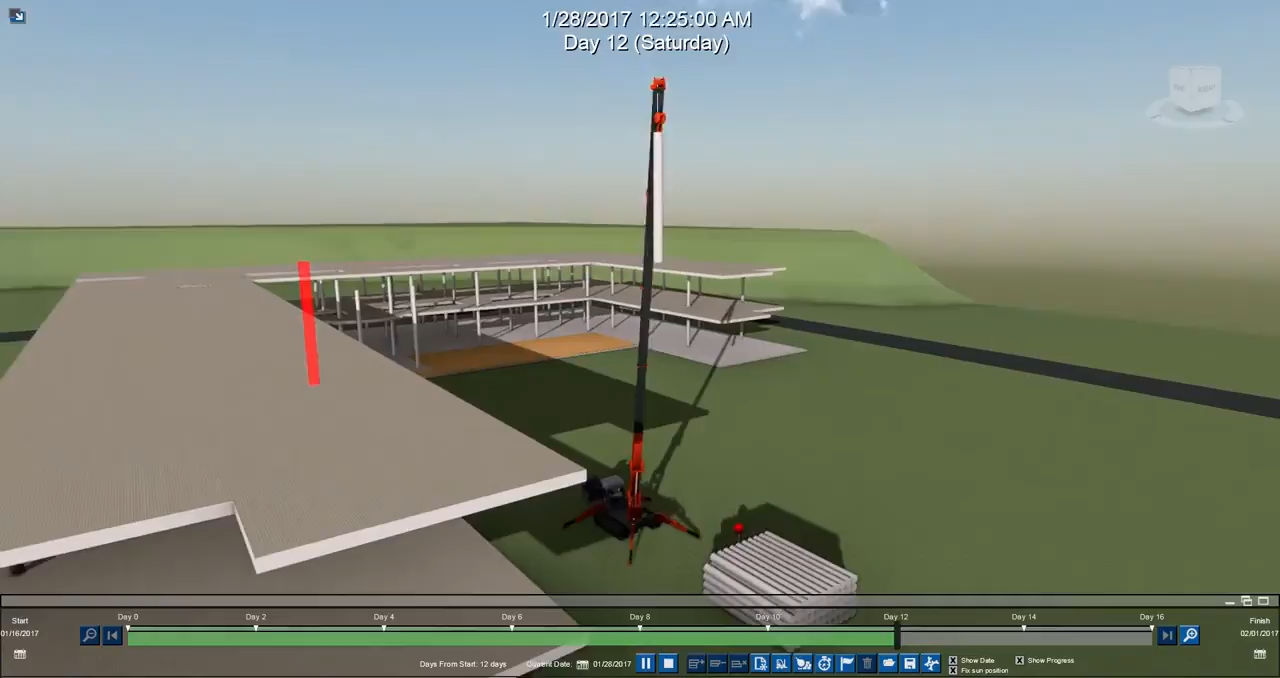 1/28/2017 12:25:00 AM
Day 12 (Saturday)
Start
01/16/2017
Day 0
Day 2
Day 4
Day 6
Day 8
Day 10
Day 12
Day 14
Day 16
Finish
02/01/2017
Days From Start: 12 days
Current Date:
01/28/2017
Show Date
Show Progress
Fix sun position